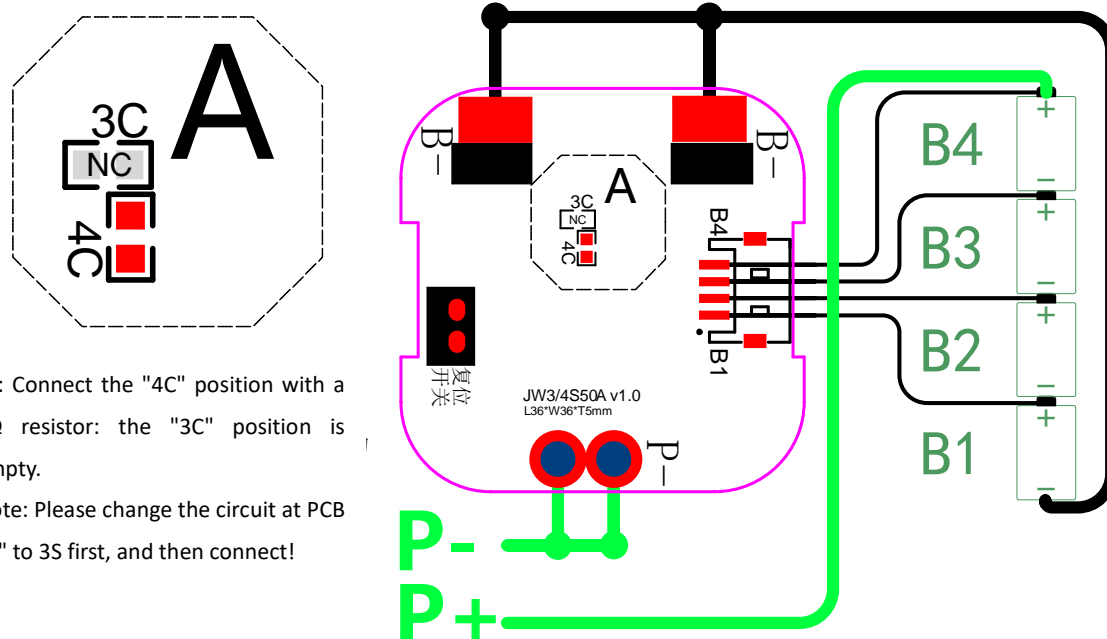 A
3C
NC
4C
: Connect the "4C" position with a
resistor: the "3C" position is
pty.
ote: Please change the circuit at PCB
" to 3S first, and then connect!
B-
B-
A
3C
NC
4C
B4
B1
复位
开关
JW3/4S50A v1.0
L36*W36*T5mm
P-
P-
P+
+
B4
-
+
B3
-
+
B2
-
+
B1
-